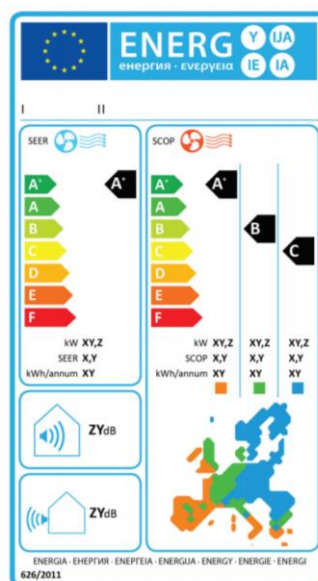 ENERG Y IJA
енергия · ενεργεια IE IA
I II
SEER SCOP
A⁺ A⁺ A⁺ A⁺
A A
B B B
C C C
D D
E E
F F
kW XY,Z kW XY,Z XY,Z XY,Z
SEER X,Y SCOP X,Y X,Y X,Y
kWh/annum XY kWh/annum XY XY XY
ZYdB
ZYdB
ENERGIA · ЕНЕРГИЯ · ΕΝΕΡΓΕΙΑ · ENERGIJA · ENERGY · ENERGIE · ENERGI
626/2011